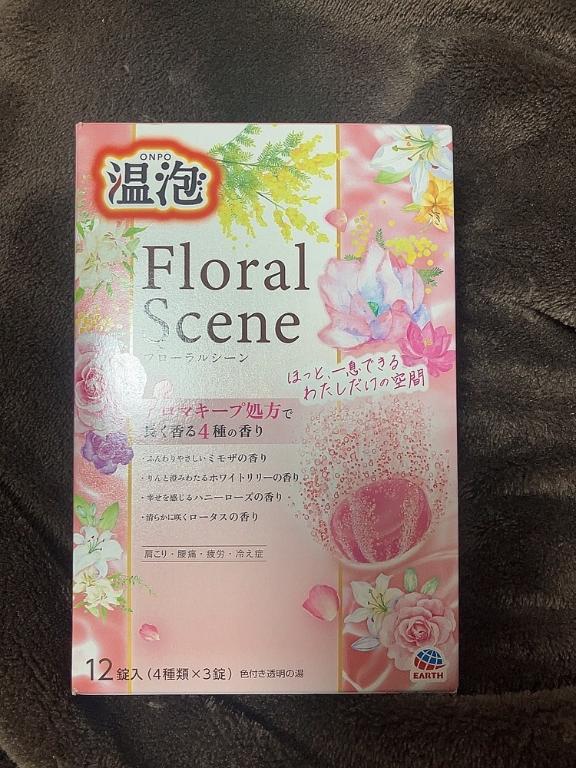 ONPO
温泡
Floral
Scene
フローラルシーン
ほっと、一息できる
わたしだけの空間
アロマキープ処方で
長く香る4種の香り
・ふんわりやさしいミモザの香り
・りんと澄みわたるホワイトリリーの香り
・幸せを感じるハニーローズの香り
・清らかに咲くロータスの香り
肩こり・腰痛・疲労・冷え症
12錠入(4種類×3錠) 色付き透明の湯
EARTH